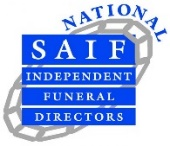 NATIONAL
SAIF
INDEPENDENT
FUNERAL
DIRECTORS